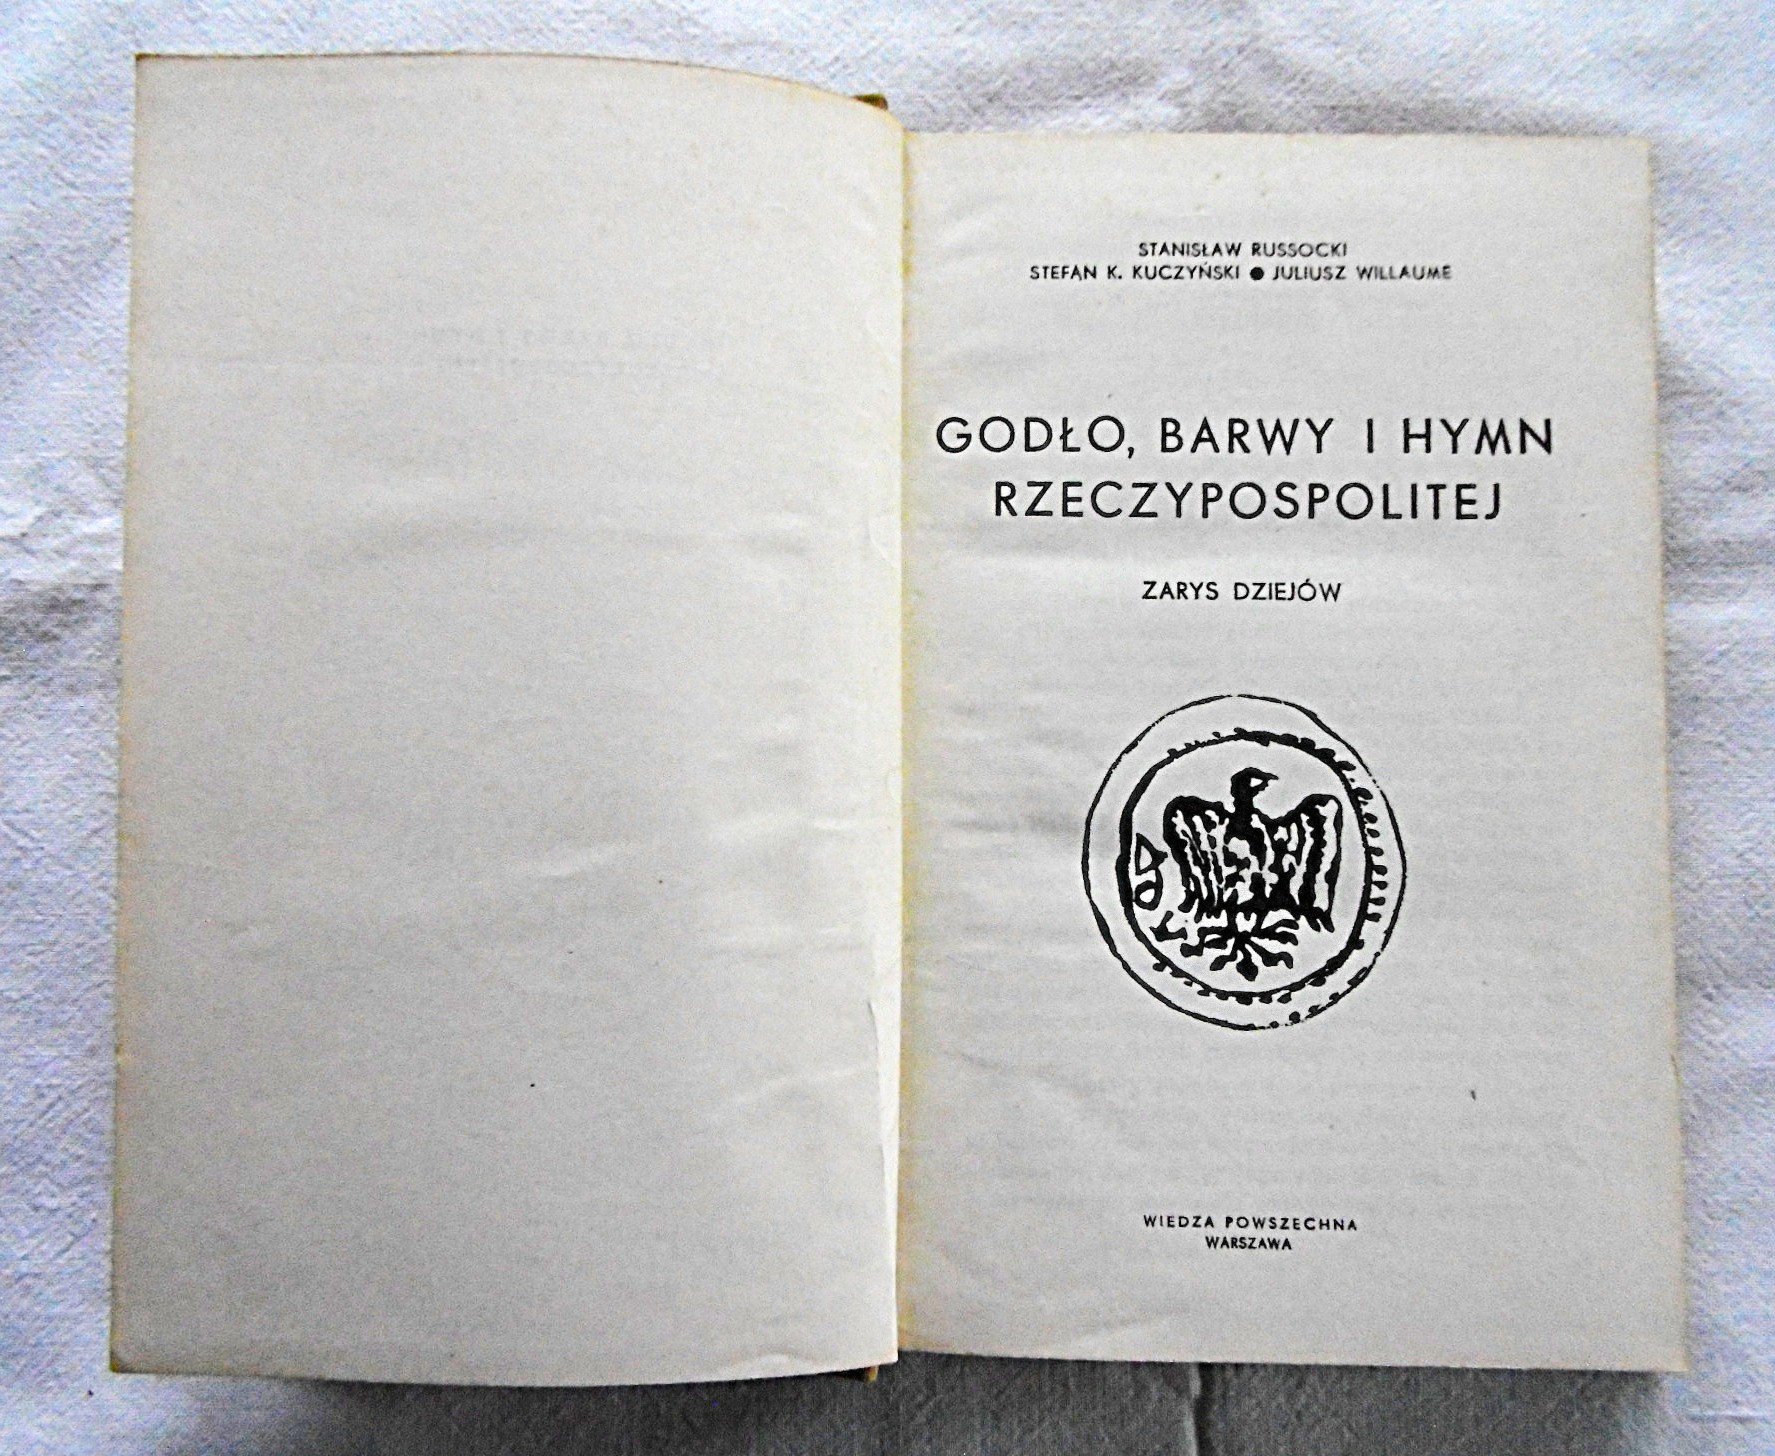 STANISŁAW RUSSOCKI
STEFAN K. KUCZYŃSKI ● JULIUSZ WILLAUME
GODŁO, BARWY I HYMN
RZECZYPOSPOLITEJ
ZARYS DZIEJÓW
WIEDZA POWSZECHNA
WARSZAWA